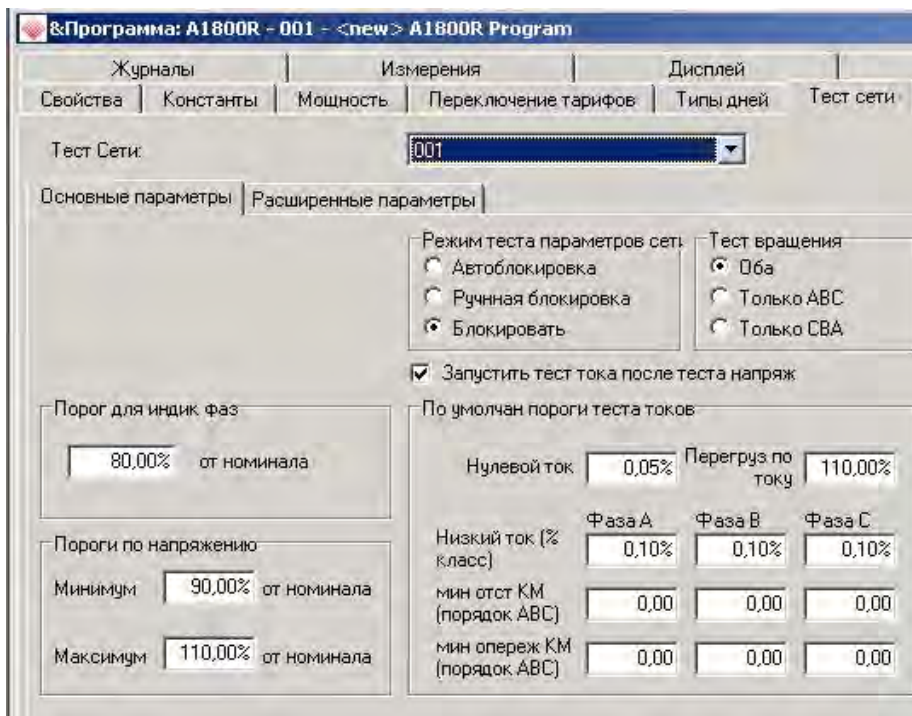 &Программа: A1800R - 001 - <new> A1800R Program
Журналы Измерения Дисплей
Свойства Константы Мощность Переключение тарифов Типы дней Тест сети
Тест Сети: 001
Основные параметры Расширенные параметры
Режим теста параметров сети
Автоблокировка
Ручнная блокировка
Блокировать
Тест вращения
Оба
Только ABC
Только CBA
Запустить тест тока после теста напряж
Порог для индик фаз
80,00% от номинала
Пороги по напряжению
Минимум 90,00% от номинала
Максимум 110,00% от номинала
По умолчан пороги теста токов
Нулевой ток 0,05% Перегруз по току 110,00%
Фаза A Фаза B Фаза C
Низкий ток (% класс) 0,10% 0,10% 0,10%
мин отст КМ (порядок ABC) 0,00 0,00 0,00
мин опереж КМ (порядок ABC) 0,00 0,00 0,00